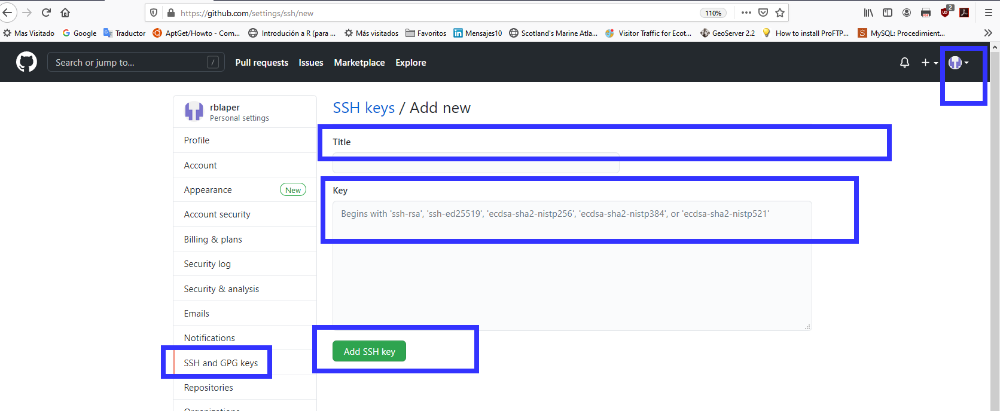 https://github.com/settings/ssh/new
110%
2
Mas Visitado
Google
Traductor
AptGet/Howto - Com...
Introdución a R (para ...
Más visitados
Favoritos
Mensajes10
Scotland's Marine Atla...
Visitor Traffic for Ecot...
GeoServer 2.2
How to install ProFTP...
MySQL: Procedimient...
Search or jump to...
/
Pull requests
Issues
Marketplace
Explore
rblaper
Personal settings
Profile
Account
Appearance
New
Account security
Billing & plans
Security log
Security & analysis
Emails
Notifications
SSH and GPG keys
Repositories
Organizations
SSH keys / Add new
Title
Key
Begins with 'ssh-rsa', 'ssh-ed25519', 'ecdsa-sha2-nistp256', 'ecdsa-sha2-nistp384', or 'ecdsa-sha2-nistp521'
Add SSH key